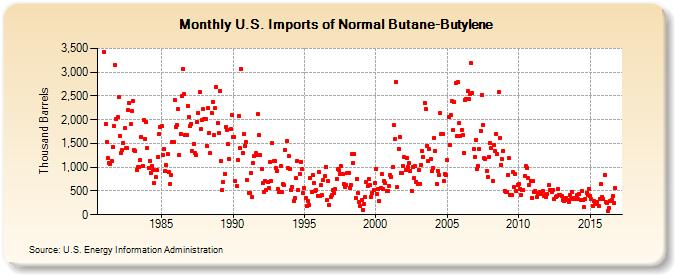 Monthly U.S. Imports of Normal Butane-Butylene
Thousand Barrels
3,500
3,000
2,500
2,000
1,500
1,000
500
0
1985 1990 1995 2000 2005 2010 2015
Source: U.S. Energy Information Administration